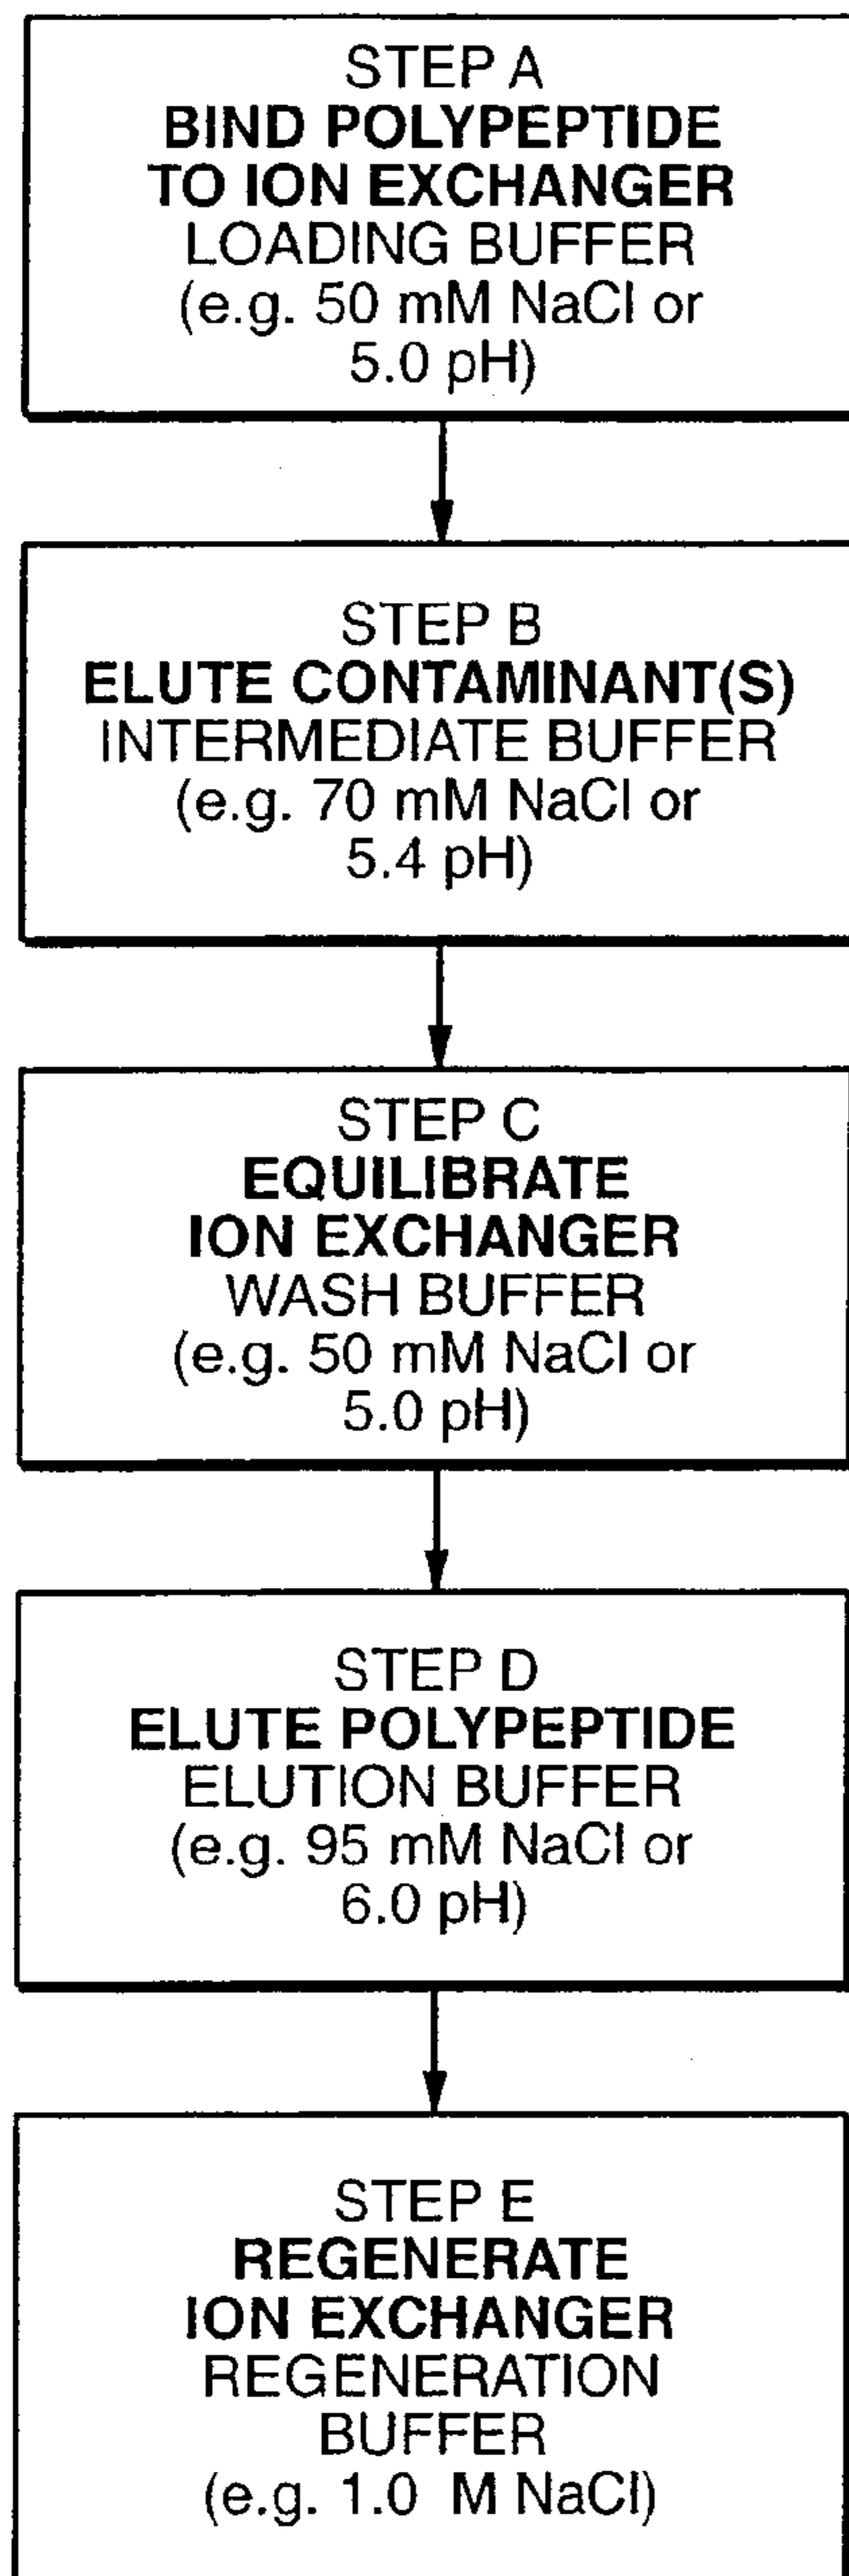 STEP A
BIND POLYPEPTIDE
TO ION EXCHANGER
LOADING BUFFER
(e.g. 50 mM NaCl or
5.0 pH)
STEP B
ELUTE CONTAMINANT(S)
INTERMEDIATE BUFFER
(e.g. 70 mM NaCl or
5.4 pH)
STEP C
EQUILIBRATE
ION EXCHANGER
WASH BUFFER
(e.g. 50 mM NaCl or
5.0 pH)
STEP D
ELUTE POLYPEPTIDE
ELUTION BUFFER
(e.g. 95 mM NaCl or
6.0 pH)
STEP E
REGENERATE
ION EXCHANGER
REGENERATION
BUFFER
(e.g. 1.0 M NaCl)